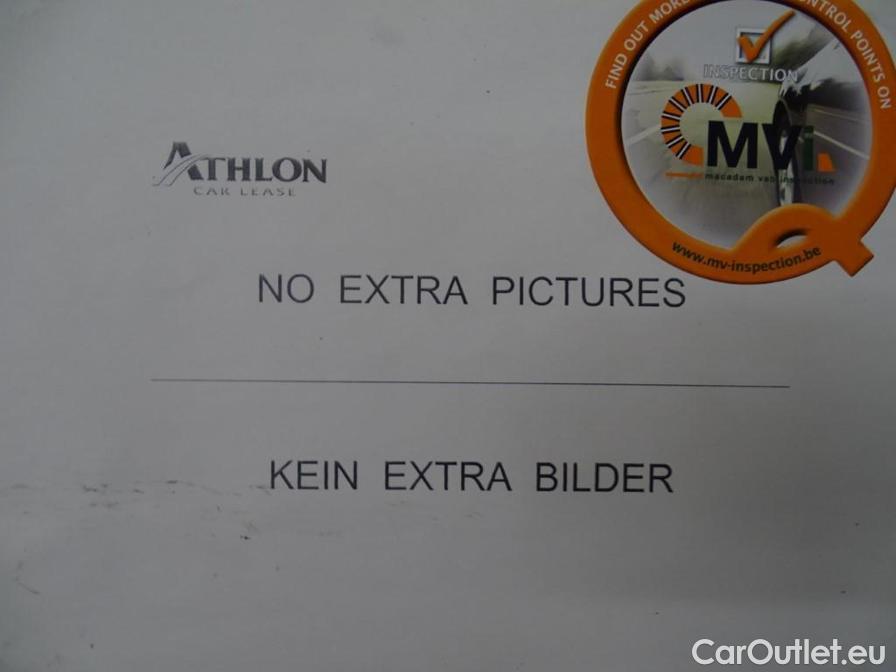 FIND OUT MORE
CONTROL POINTS ON
INSPECTION
MVi
macadam vab inspection
www.mv-inspection.be
ATHLON
CAR LEASE
NO EXTRA PICTURES
KEIN EXTRA BILDER
CarOutlet.eu